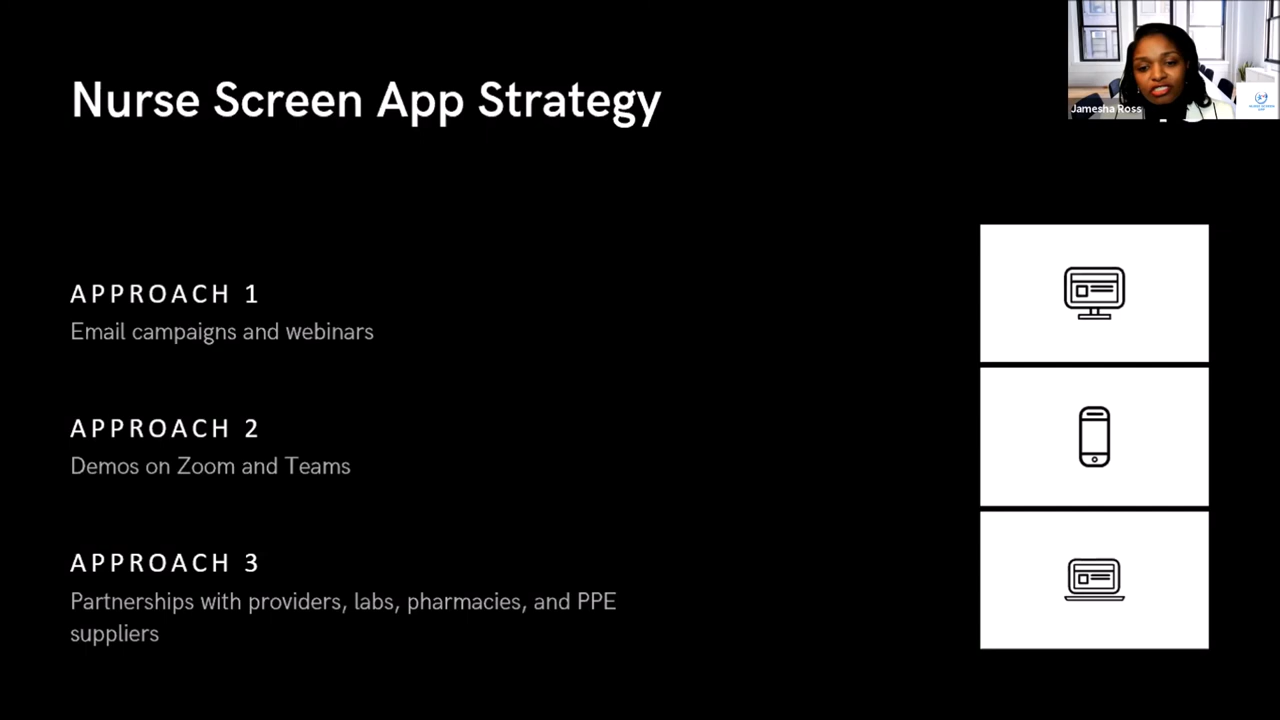 Nurse Screen App Strategy
Jamesha Ross
APPROACH 1
Email campaigns and webinars
APPROACH 2
Demos on Zoom and Teams
APPROACH 3
Partnerships with providers, labs, pharmacies, and PPE
suppliers